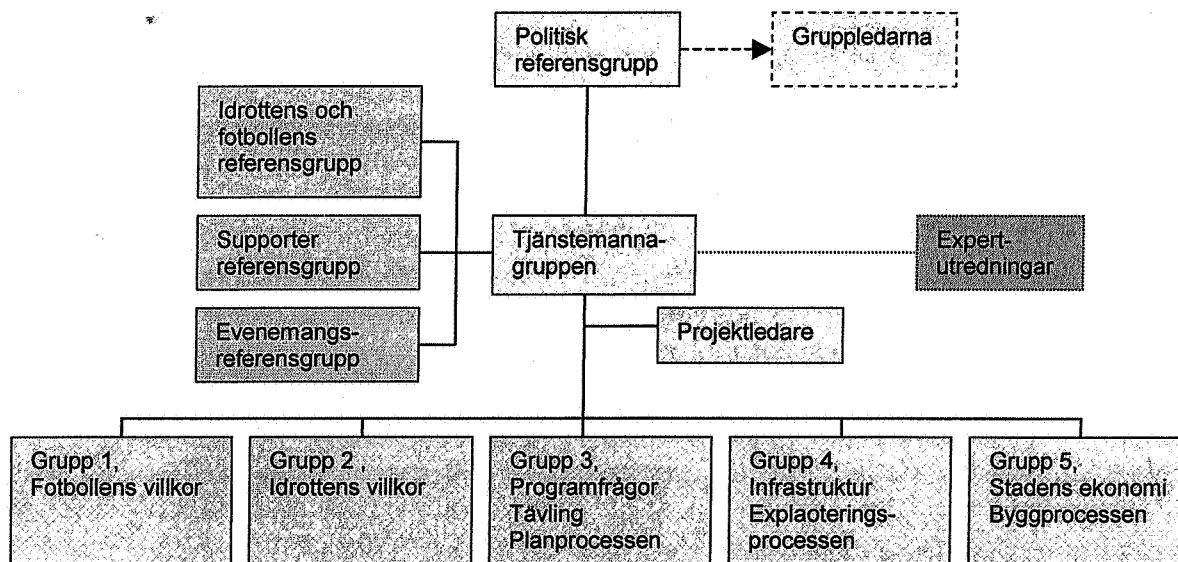 Politisk
referensgrupp
Gruppledarna
Idrottens och
fotbollens
referensgrupp
Supporter
referensgrupp
Tjänstemanna-
gruppen
Expert-
utredningar
Evenemangs-
referensgrupp
Projektledare
Grupp 1,
Fotbollens villkor
Grupp 2 ,
Idrottens villkor
Grupp 3,
Programfrågor
Tävling
Planprocessen
Grupp 4,
Infrastruktur
Explaoterings-
processen
Grupp 5,
Stadens ekonomi
Byggprocessen